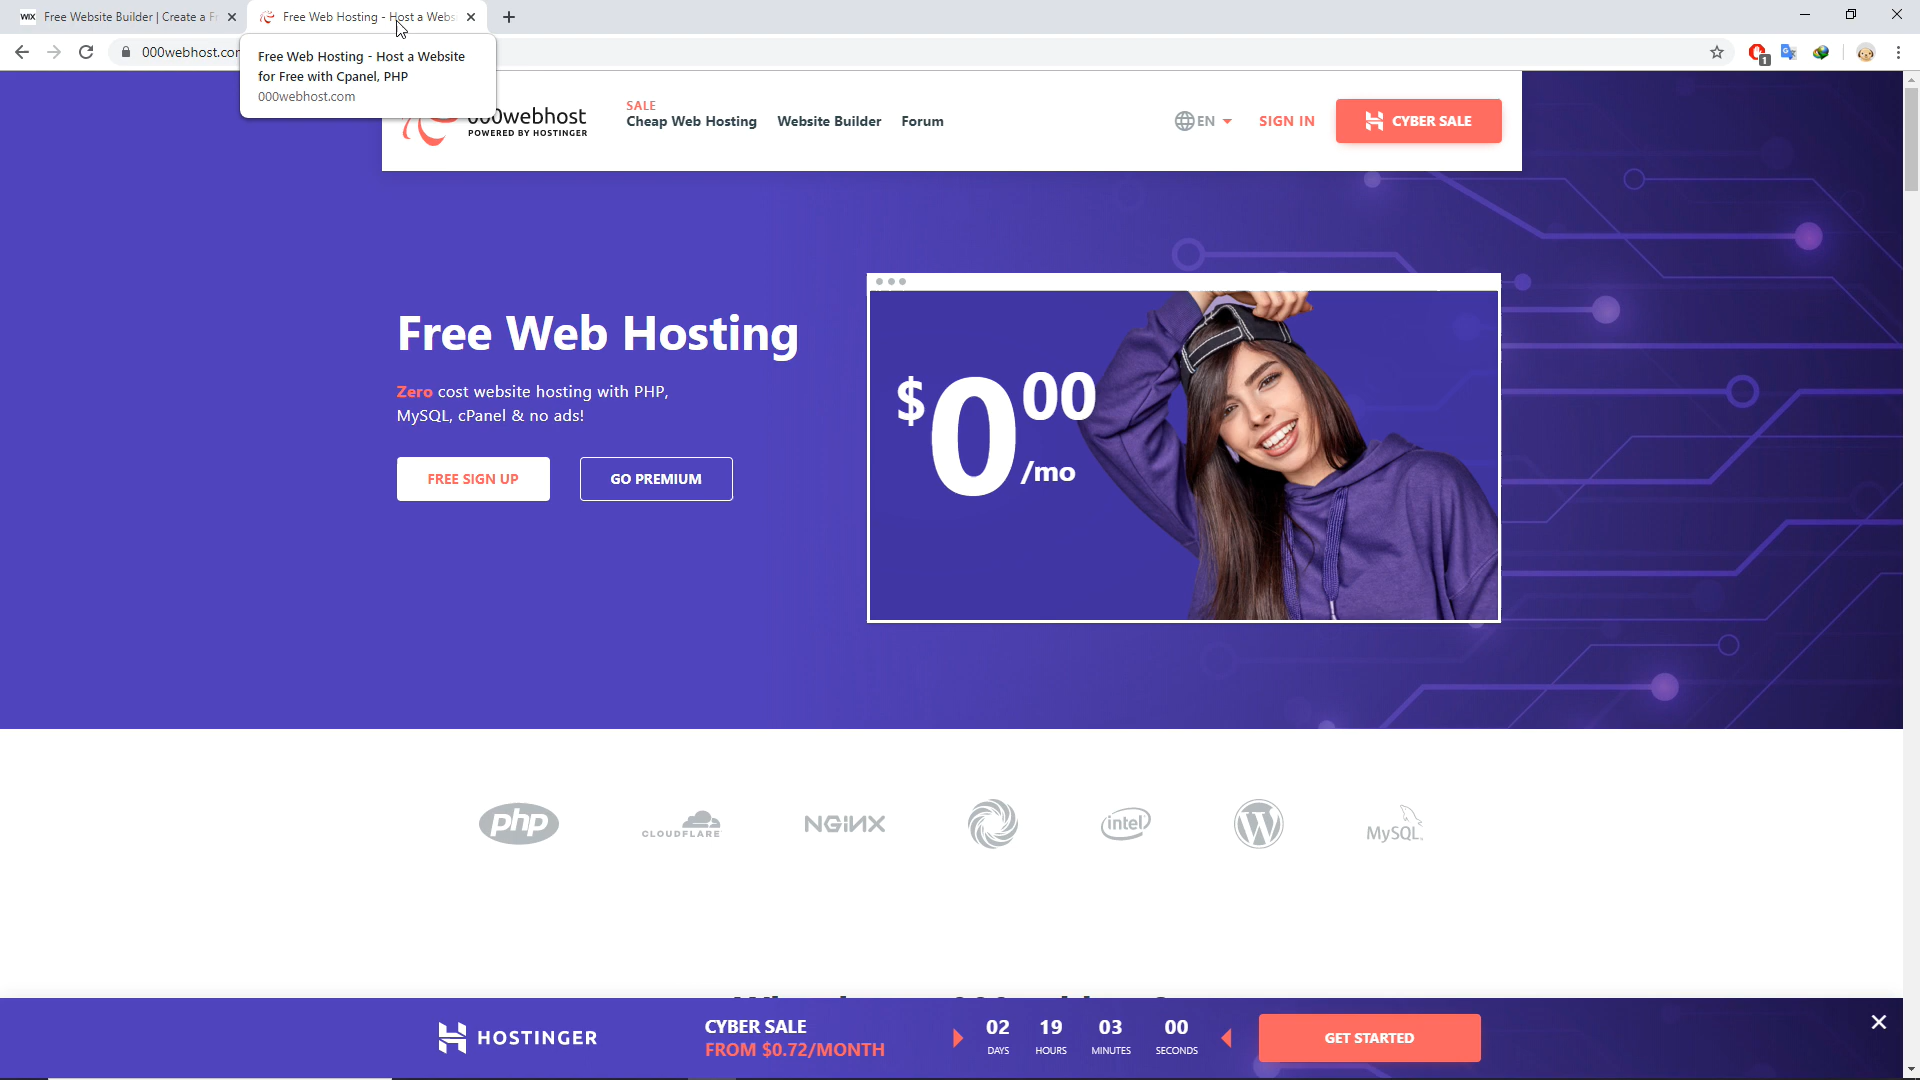 WIX Free Website Builder | Create a Fr
Free Web Hosting - Host a Webs
000webhost.com
Free Web Hosting - Host a Website
for Free with Cpanel, PHP
000webhost.com
1
000webhost
POWERED BY HOSTINGER
SALE
Cheap Web Hosting
Website Builder
Forum
EN
SIGN IN
CYBER SALE
Free Web Hosting
Zero cost website hosting with PHP,
MySQL, cPanel & no ads!
FREE SIGN UP
GO PREMIUM
$0.00
/mo
php
CLOUDFLARE
NGINX
intel
MySQL
HOSTINGER
CYBER SALE
FROM $0.72/MONTH
02 19 03 00
DAYS HOURS MINUTES SECONDS
GET STARTED